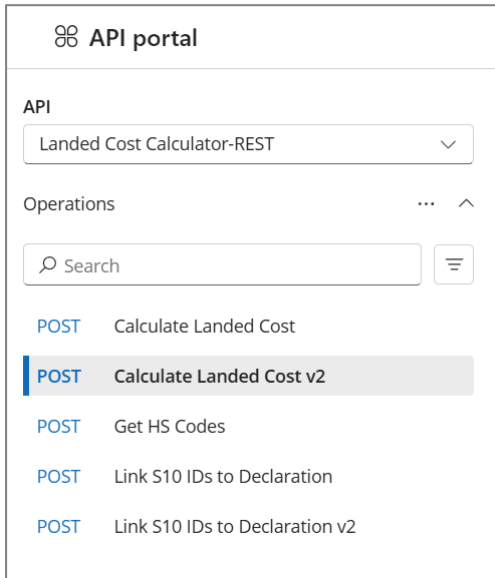 API portal
API
Landed Cost Calculator-REST
Operations ...
Search
POST Calculate Landed Cost
POST Calculate Landed Cost v2
POST Get HS Codes
POST Link S10 IDs to Declaration
POST Link S10 IDs to Declaration v2